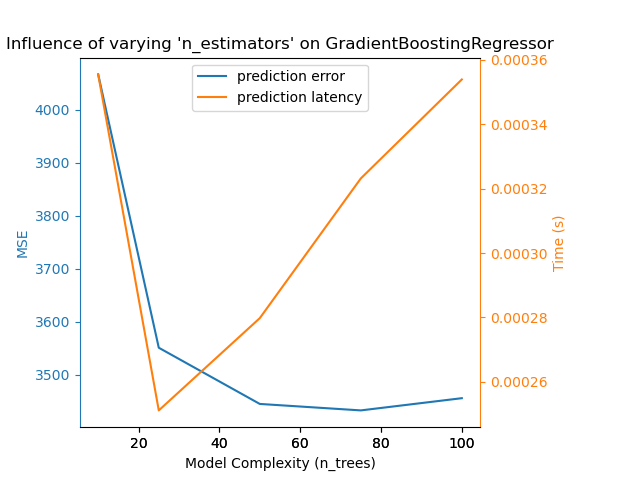 Influence of varying 'n_estimators' on GradientBoostingRegressor
prediction error
prediction latency
4000
3900
3800
3700
3600
3500
MSE
0.00036
0.00034
0.00032
0.00030
0.00028
0.00026
Time (s)
20
40
60
80
100
Model Complexity (n_trees)